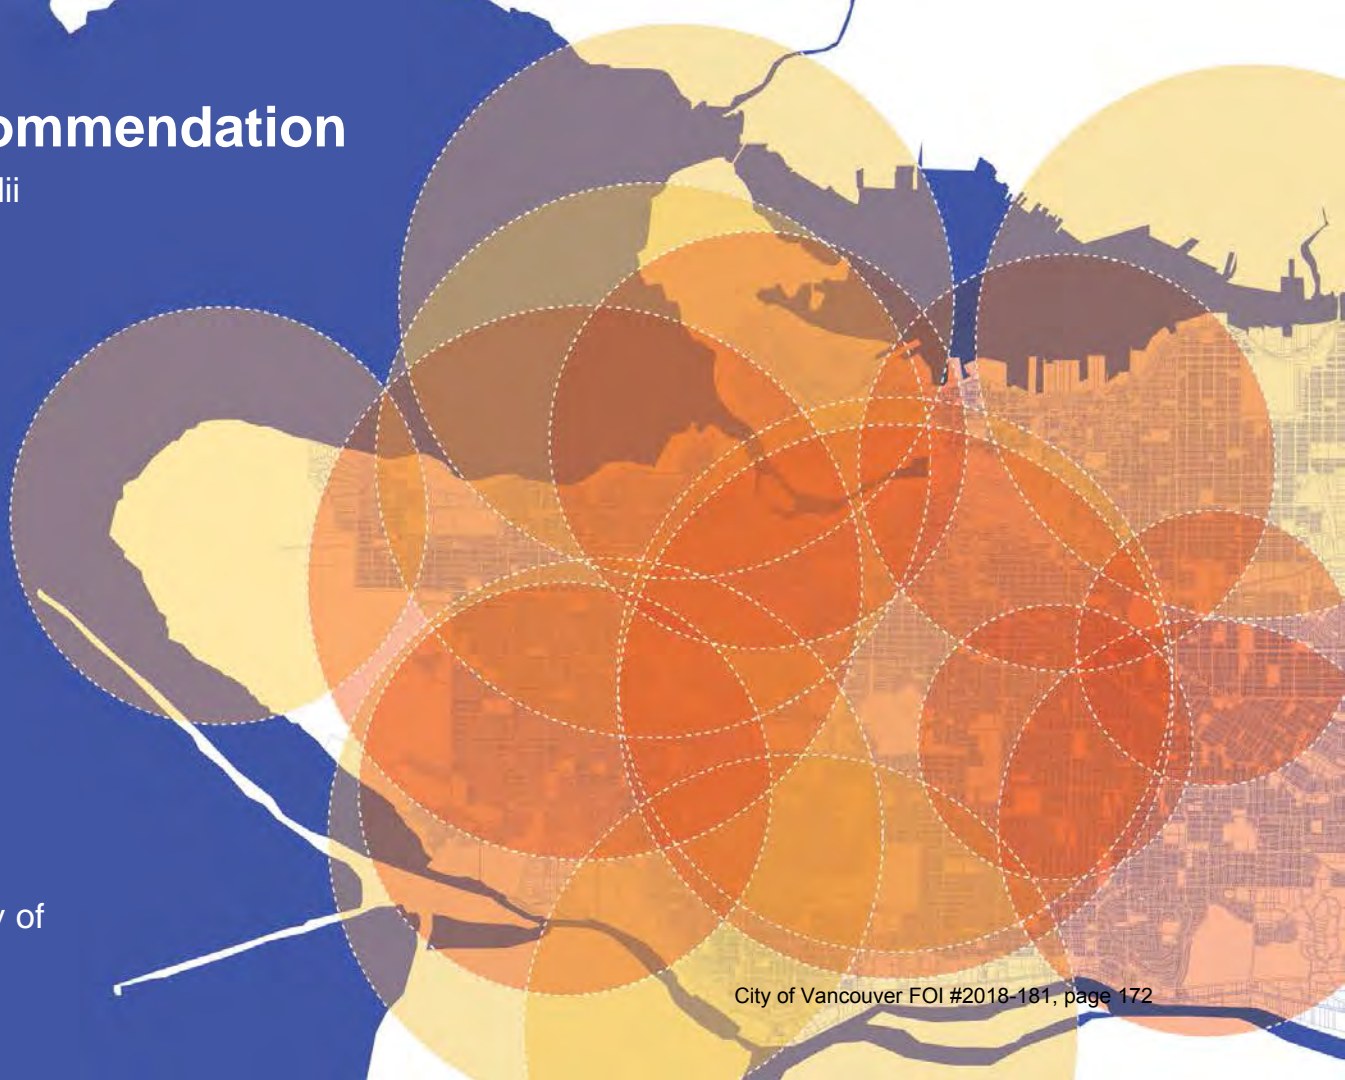 ommendation
lii
y of
City of Vancouver FOI #2018-181, page 172